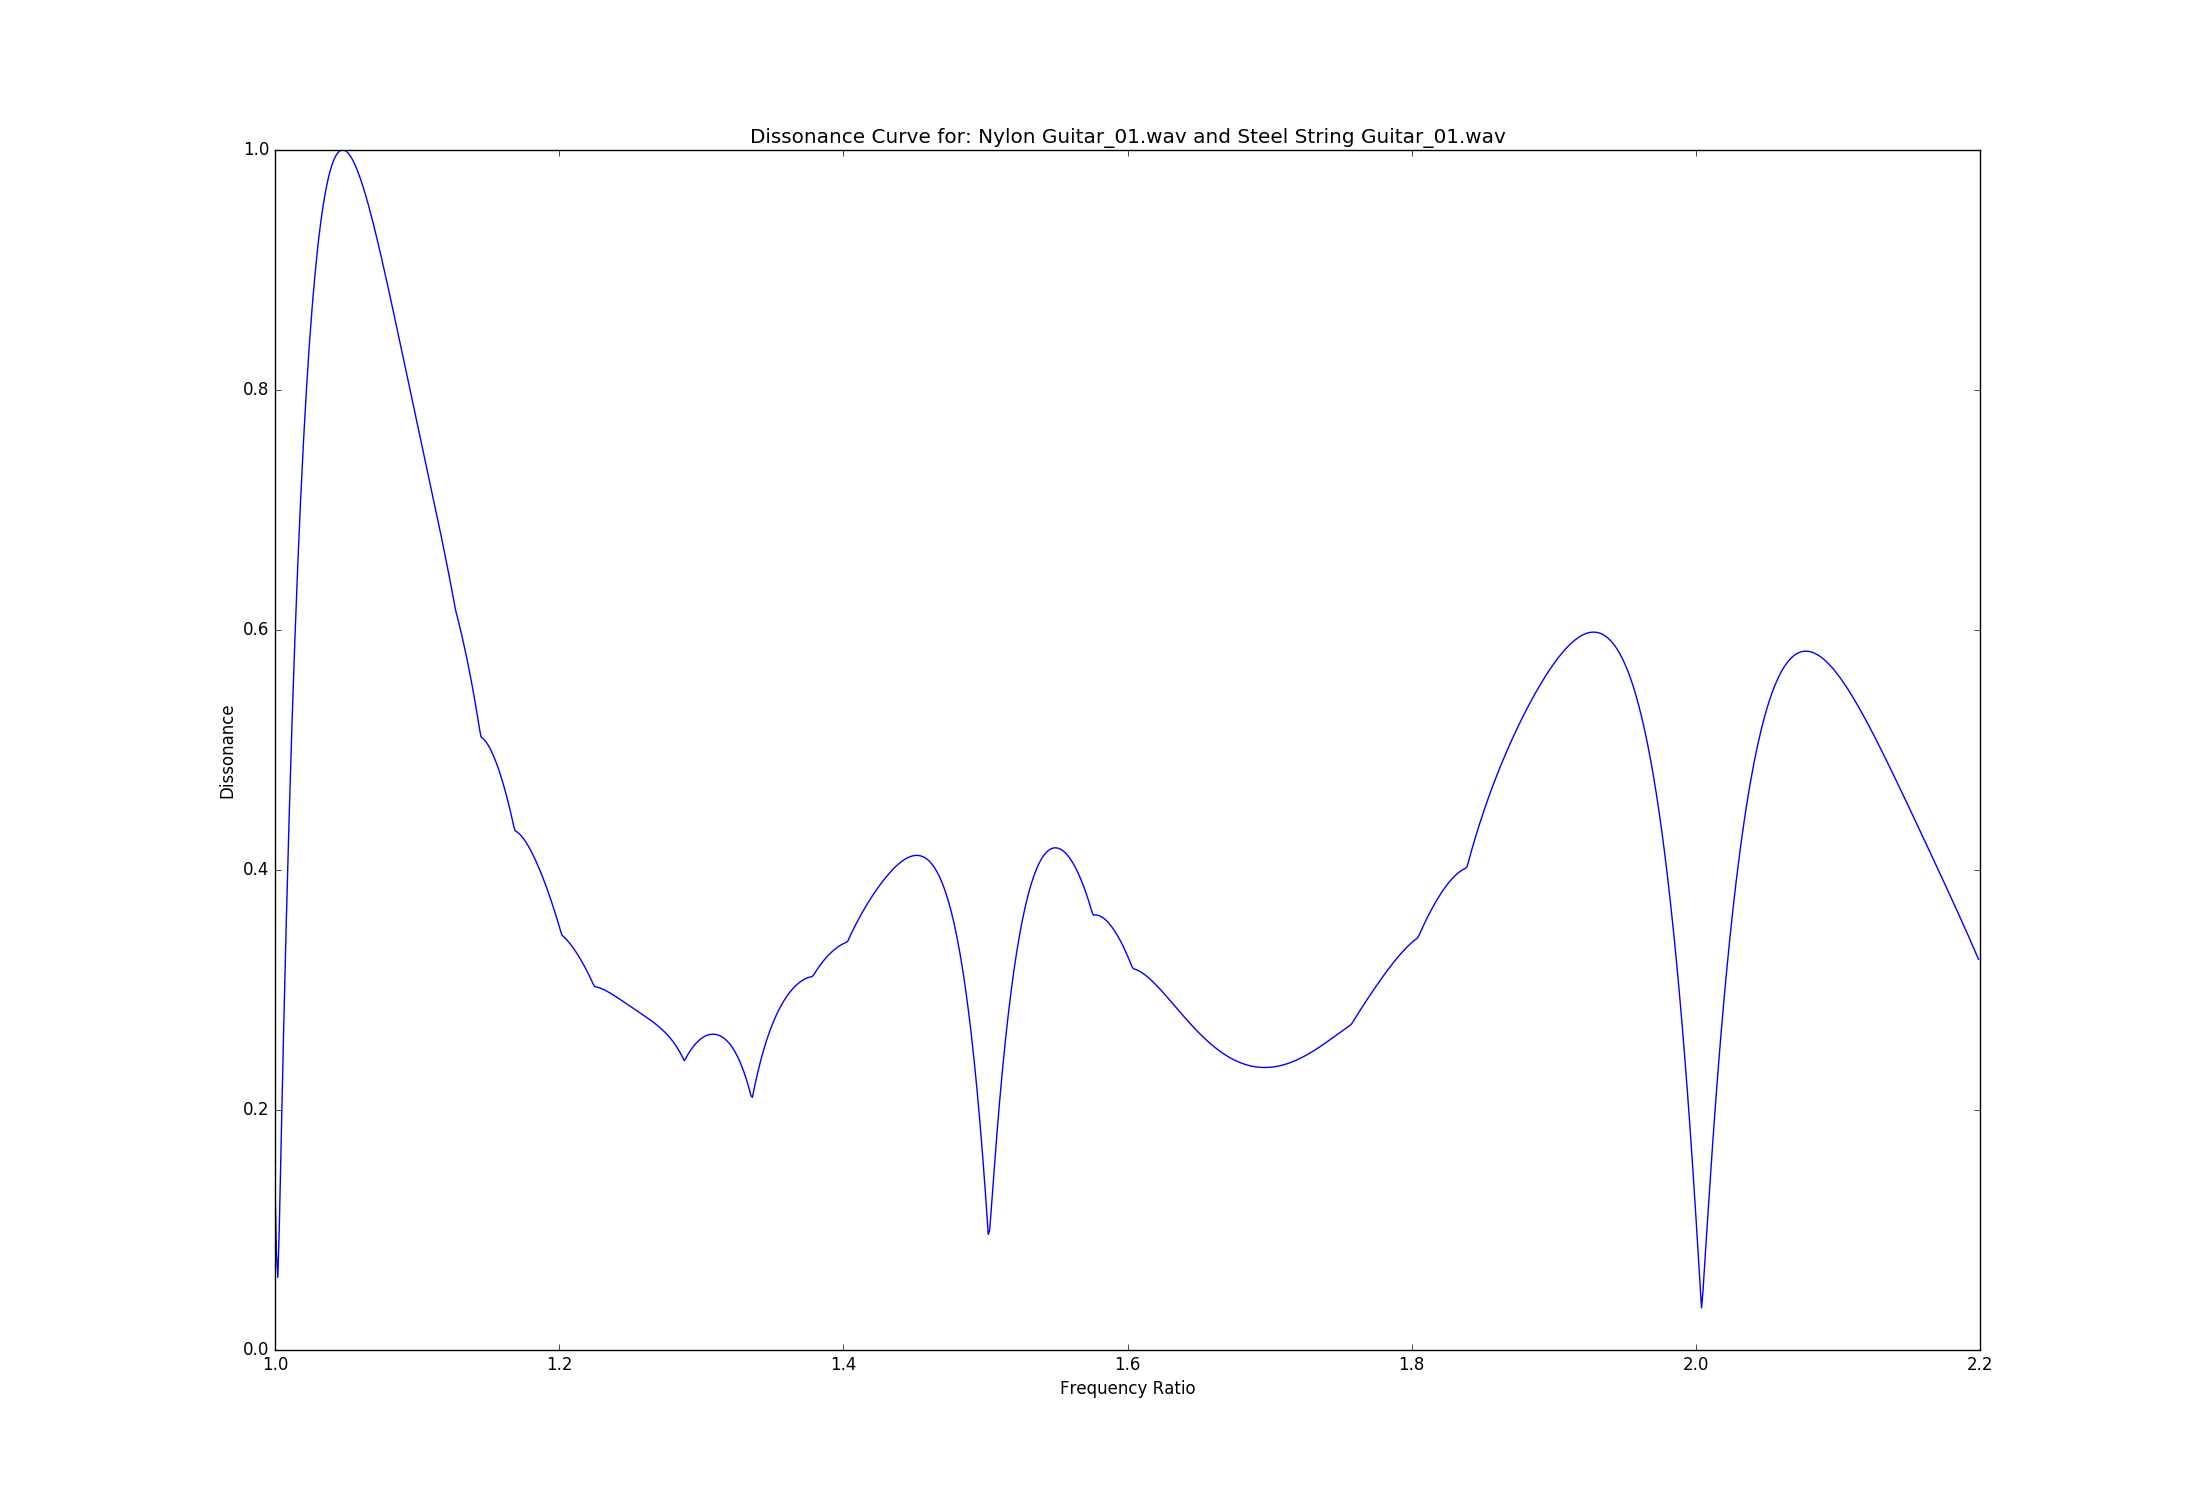 Dissonance Curve for: Nylon Guitar_01.wav and Steel String Guitar_01.wav
1.0
0.8
0.6
0.4
0.2
0.0
Dissonance
1.0 1.2 1.4 1.6 1.8 2.0 2.2
Frequency Ratio